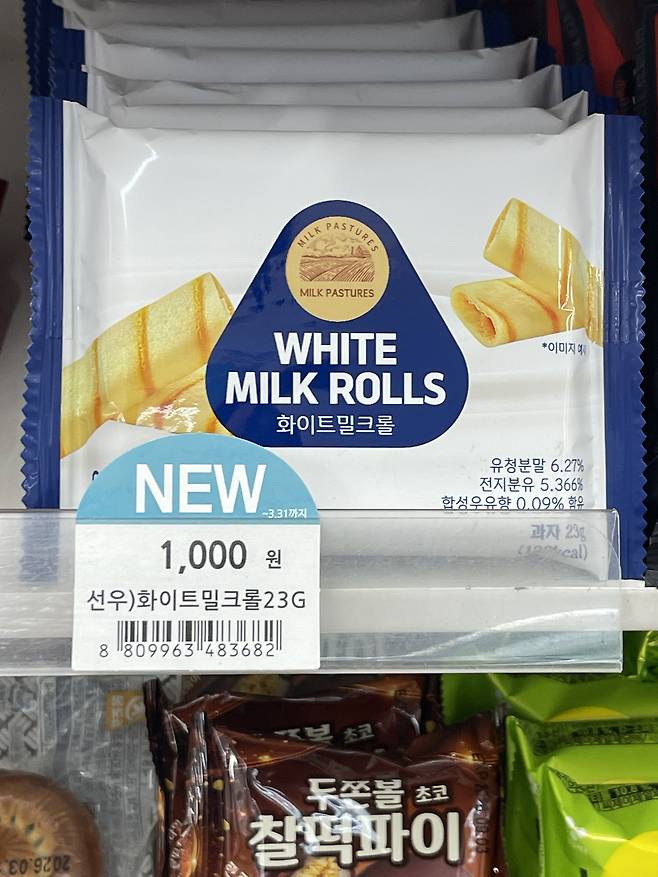 MILK PASTURES
MILK PASTURES
WHITE
MILK ROLLS
화이트밀크롤
*이미지
유청분말 6.27%
전지분유 5.366%
합성우유향 0.09% 함유
과자 23g
NEW
~3.31까지
1,000 원
선우)화이트밀크롤23G
8 809963 483682
두쫀볼 초코
찰떡파이
2026.03